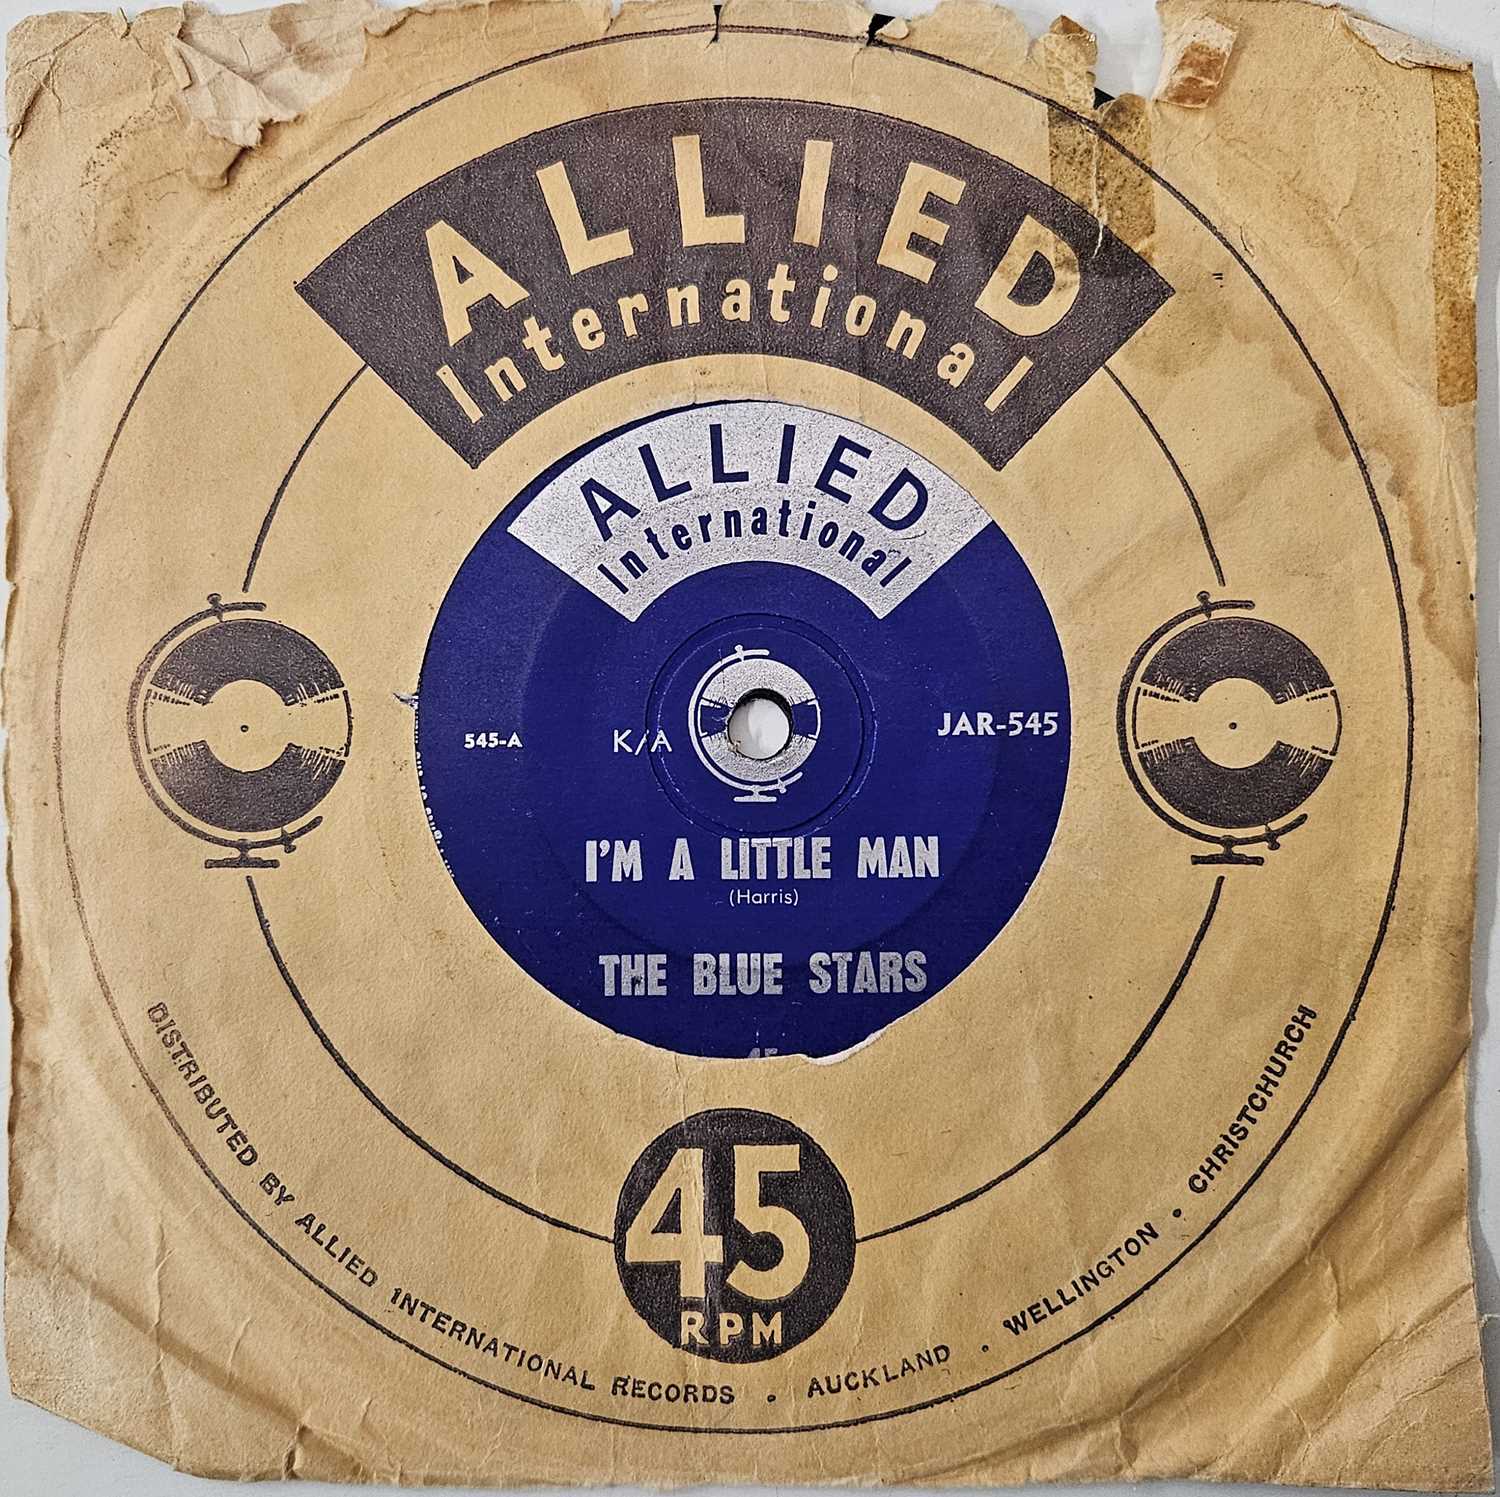 ALLIED
International
ALLIED
International
545-A
K/A
JAR-545
I'M A LITTLE MAN
(Harris)
THE BLUE STARS
45
45
RPM
DISTRIBUTED BY ALLIED INTERNATIONAL RECORDS . AUCKLAND . WELLINGTON . CHRISTCHURCH